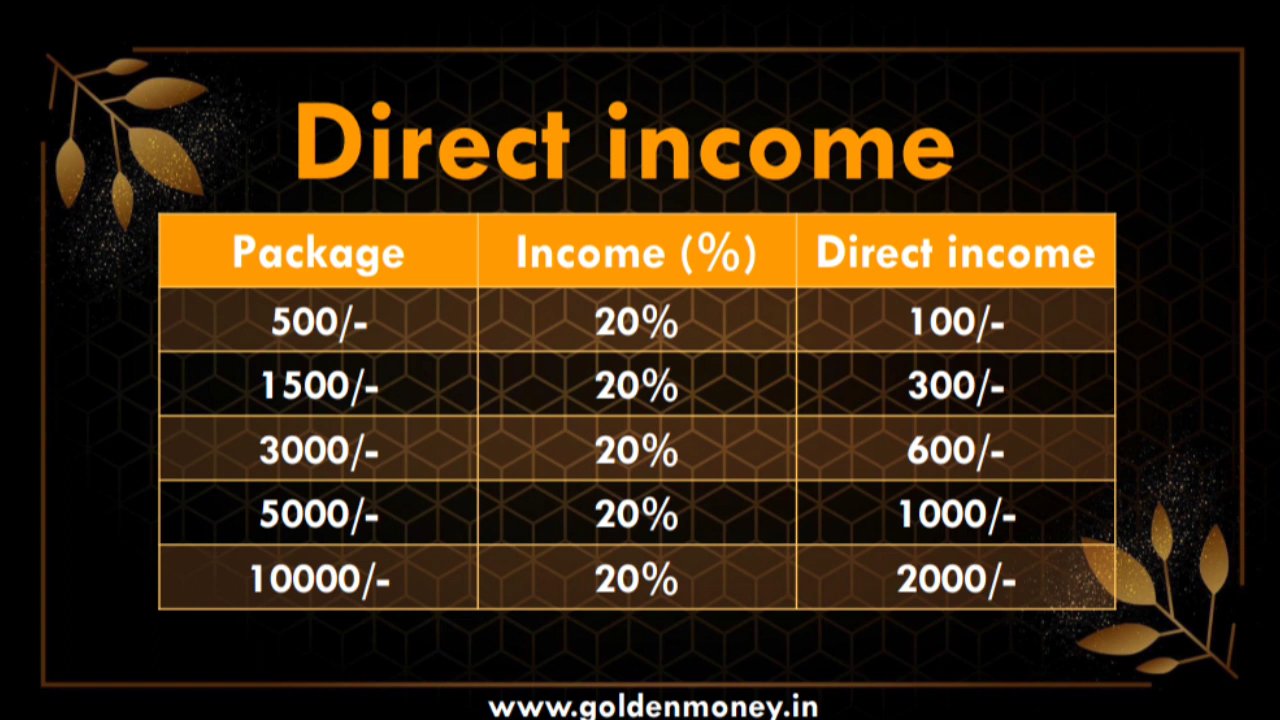 Direct income
Package Income (%) Direct income
500/- 20% 100/-
1500/- 20% 300/-
3000/- 20% 600/-
5000/- 20% 1000/-
10000/- 20% 2000/-
www.goldenmoney.in